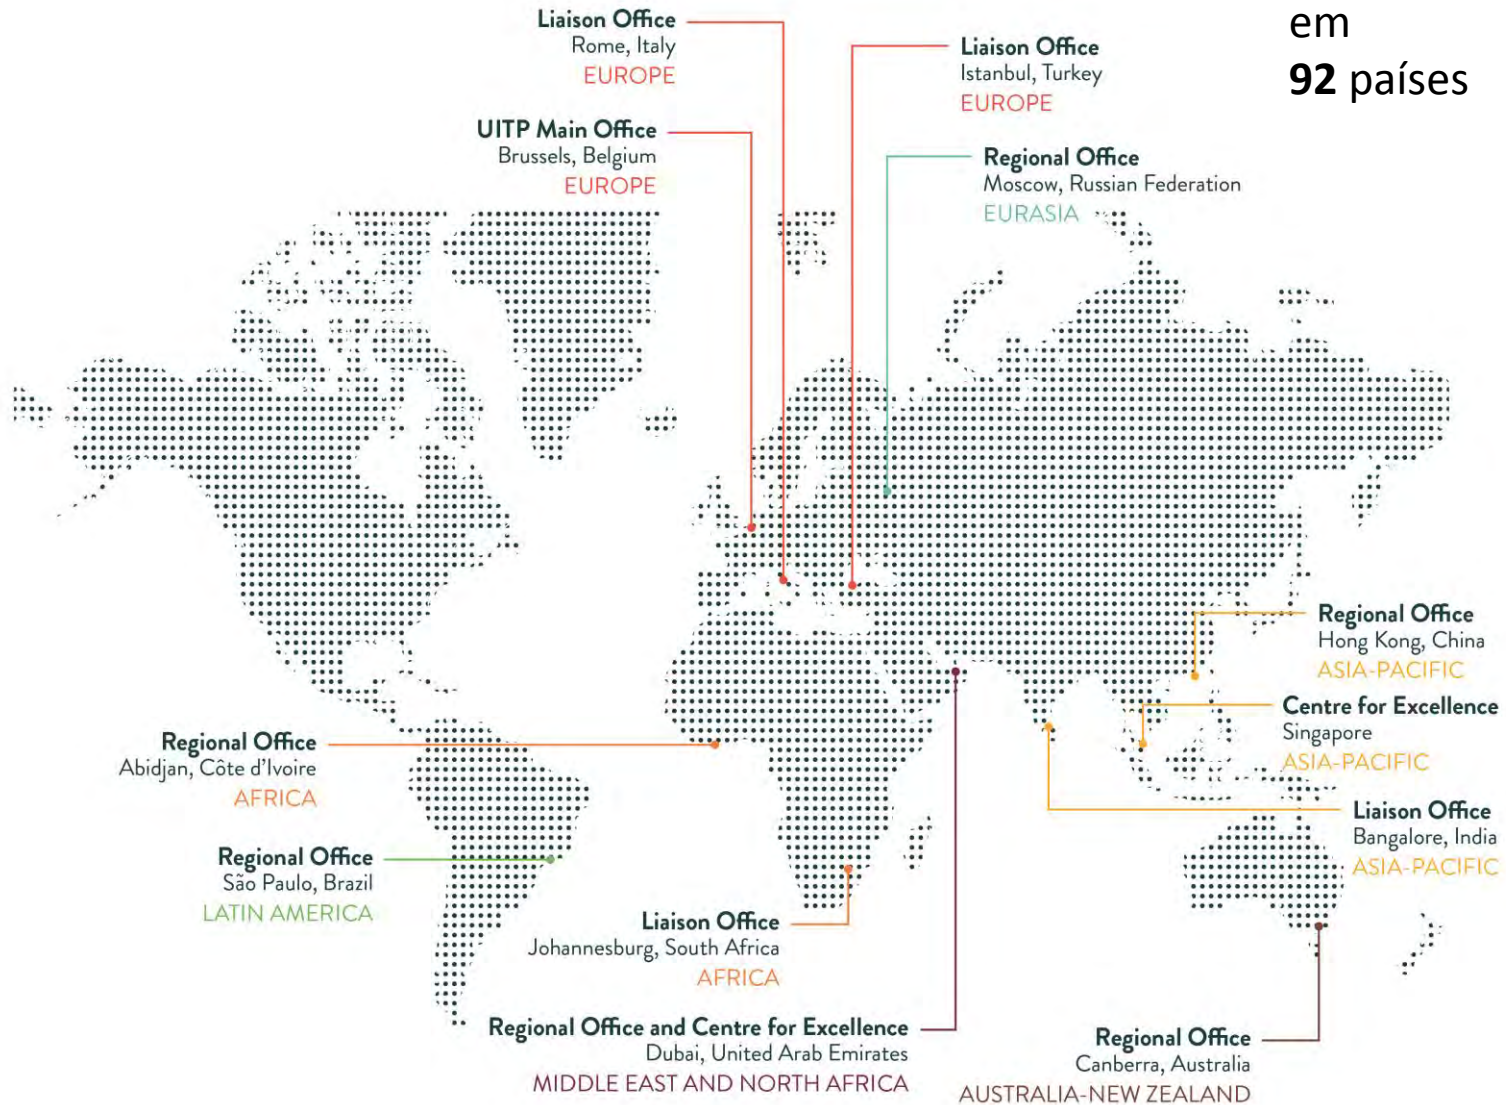 em
92 países
Liaison Office
Rome, Italy
EUROPE
Liaison Office
Istanbul, Turkey
EUROPE
UITP Main Office
Brussels, Belgium
EUROPE
Regional Office
Moscow, Russian Federation
EURASIA
Regional Office
Hong Kong, China
ASIA-PACIFIC
Centre for Excellence
Singapore
ASIA-PACIFIC
Regional Office
Abidjan, Côte d'Ivoire
AFRICA
Liaison Office
Bangalore, India
ASIA-PACIFIC
Regional Office
São Paulo, Brazil
LATIN AMERICA
Liaison Office
Johannesburg, South Africa
AFRICA
Regional Office and Centre for Excellence
Dubai, United Arab Emirates
MIDDLE EAST AND NORTH AFRICA
Regional Office
Canberra, Australia
AUSTRALIA-NEW ZEALAND